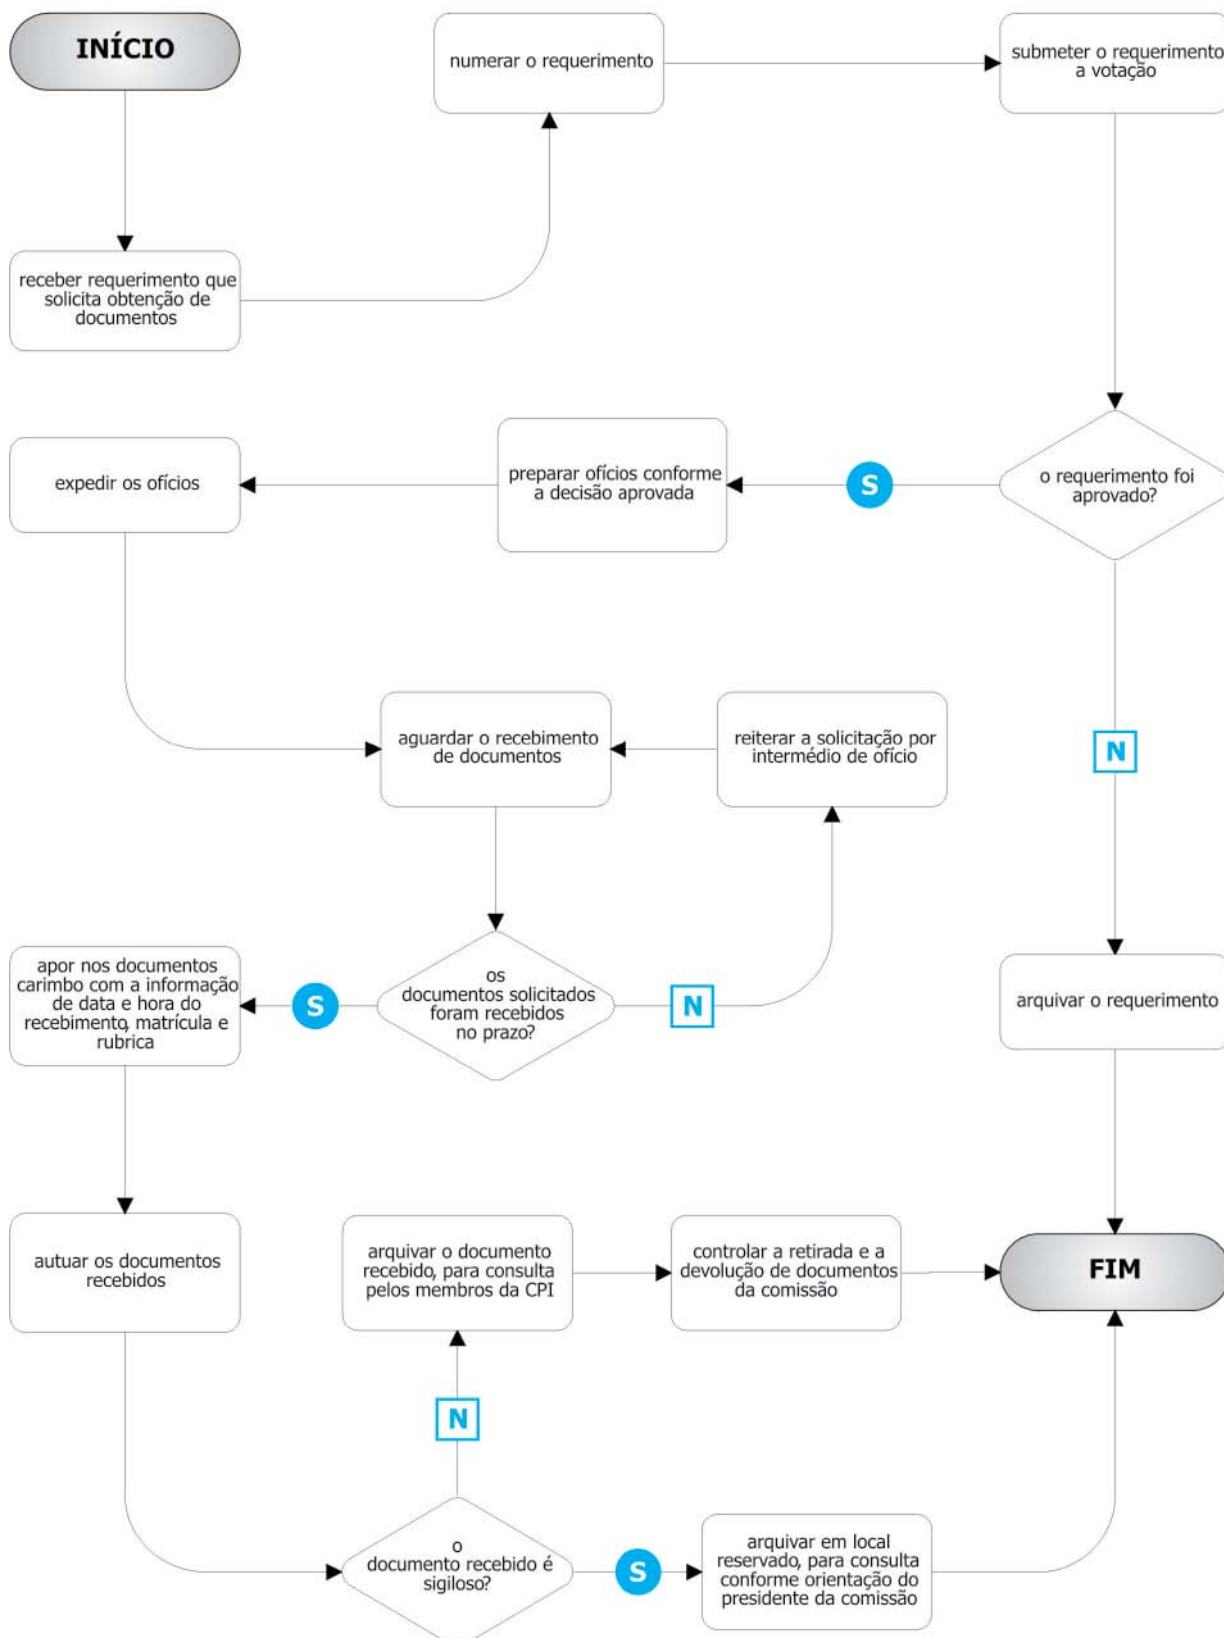 INÍCIO
numerar o requerimento
submeter o requerimento
a votação
receber requerimento que
solicita obtenção de
documentos
expedir os ofícios
preparar ofícios conforme
a decisão aprovada
S
o requerimento foi
aprovado?
aguardar o recebimento
de documentos
reiterar a solicitação por
intermédio de ofício
N
apor nos documentos
carimbo com a informação
de data e hora do
recebimento, matrícula e
rubrica
S
os
documentos solicitados
foram recebidos
no prazo?
N
arquivar o requerimento
autuar os documentos
recebidos
arquivar o documento
recebido, para consulta
pelos membros da CPI
controlar a retirada e a
devolução de documentos
da comissão
FIM
N
o
documento recebido é
sigiloso?
S
arquivar em local
reservado, para consulta
conforme orientação do
presidente da comissão